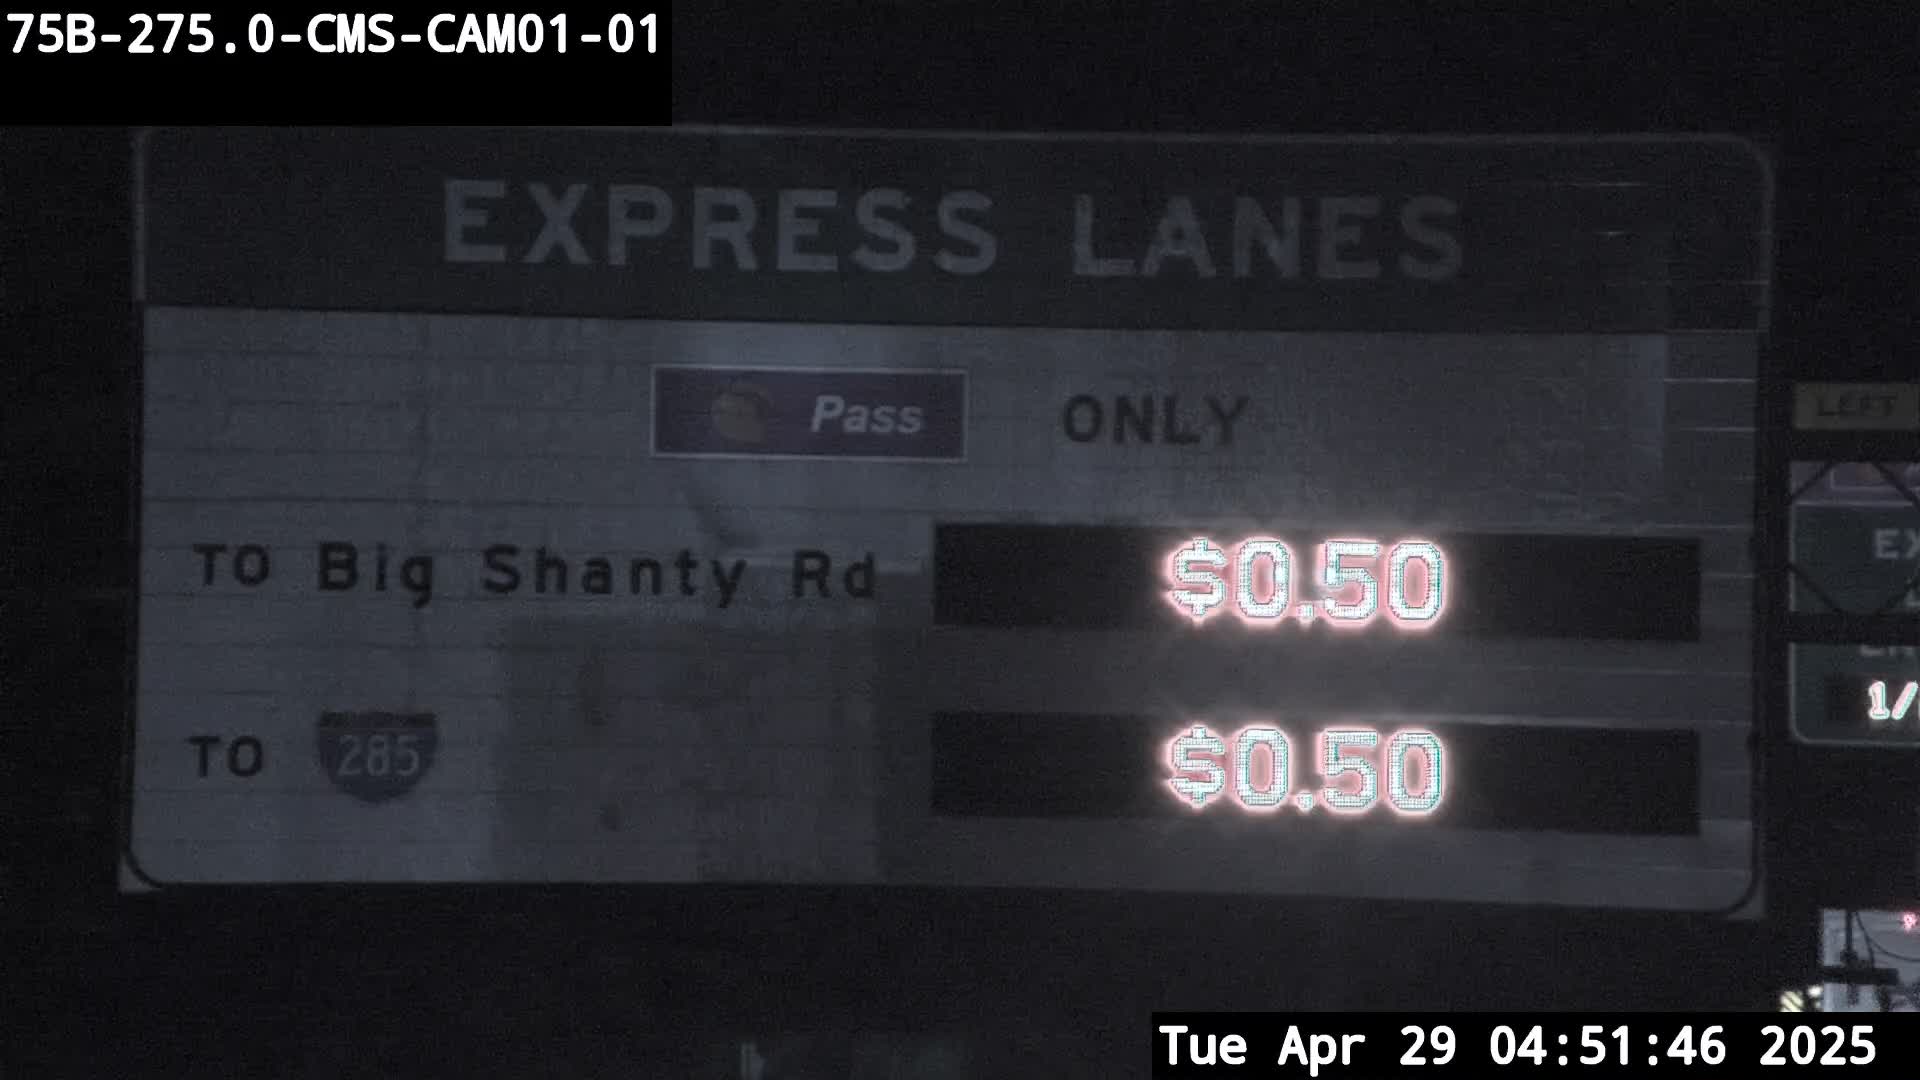 75B-275.0-CMS-CAM01-01
EXPRESS LANES
Pass ONLY
TO Big Shanty Rd $0.50
TO 285 $0.50
LEFT
Tue Apr 29 04:51:46 2025